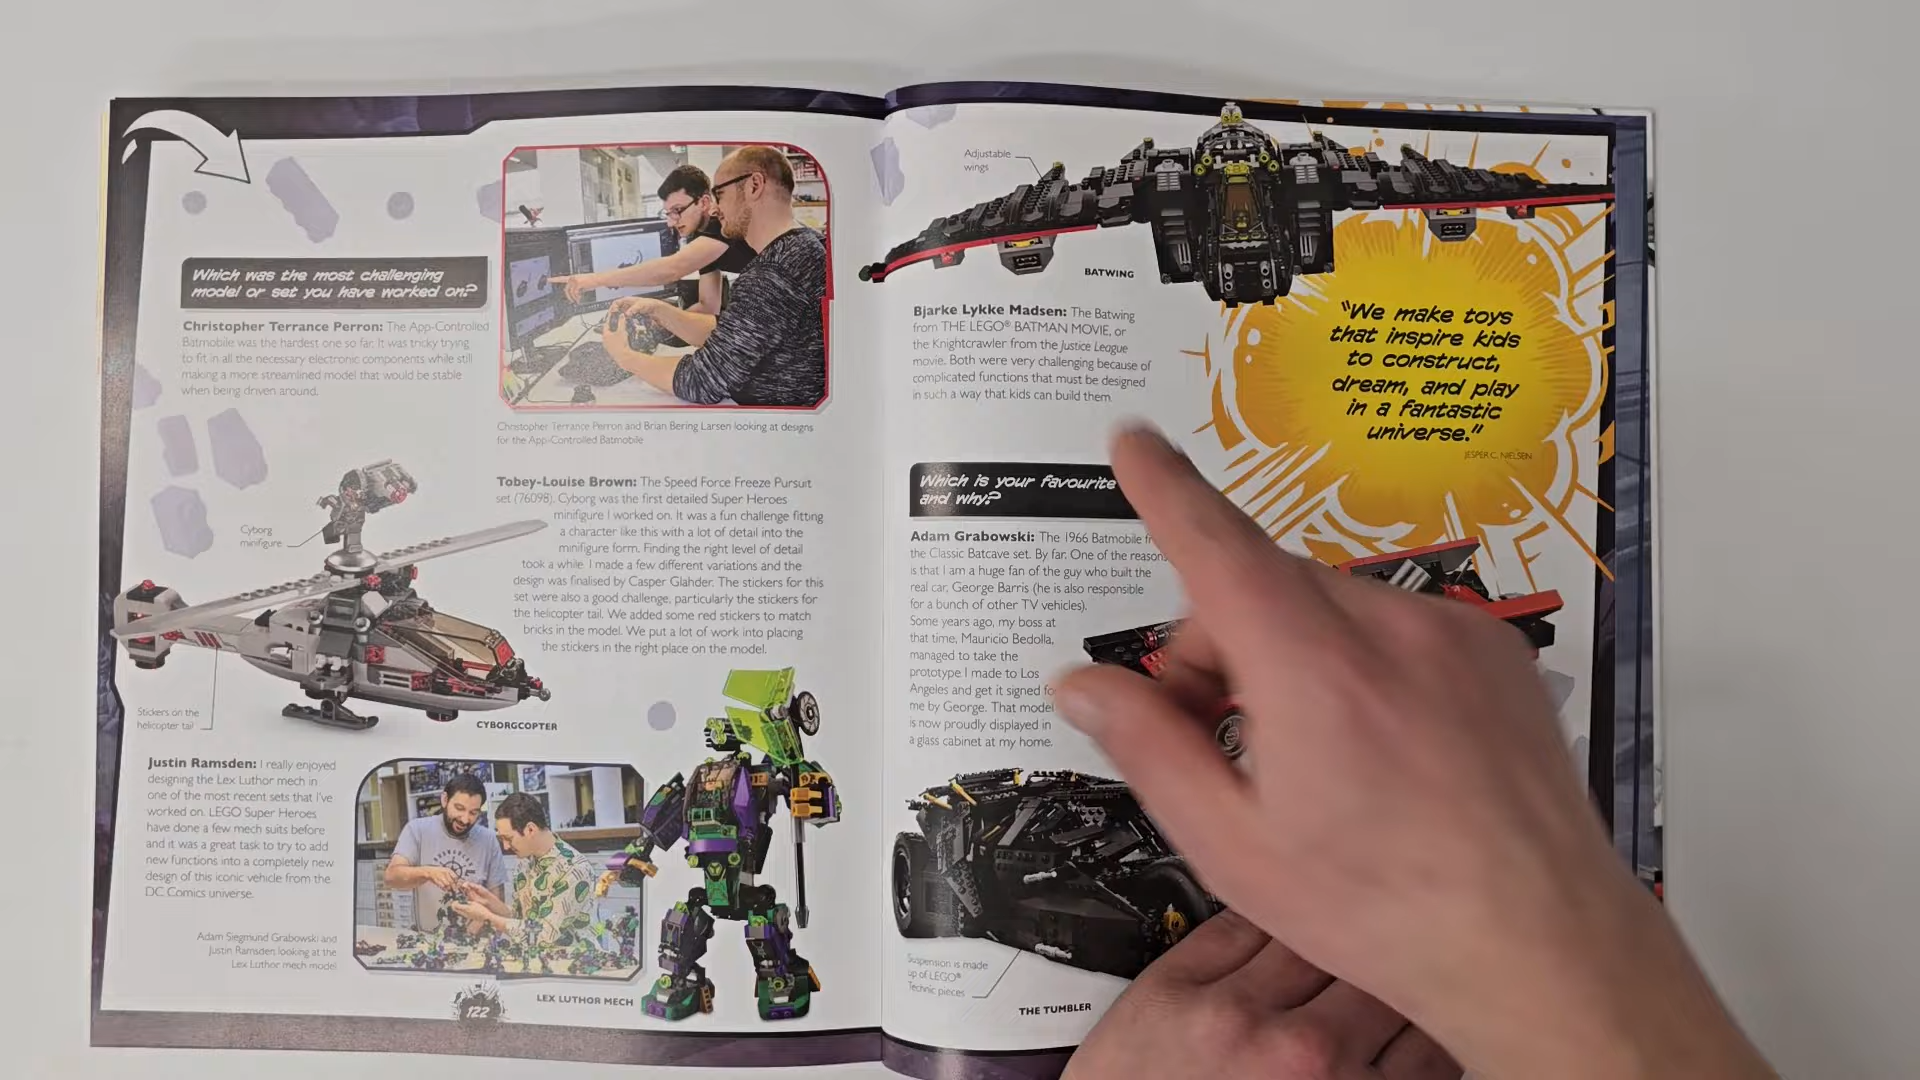 Which was the most challenging
model or set you have worked on?
Christopher Terrance Perron: The App-Controlled
Batmobile was the hardest one so far. It was tricky trying
to fit in all the necessary electronic components while still
making a more streamlined model that would be stable
when being driven around.
Christopher Terrance Perron and Brian Bering Larsen looking at designs
for the App-Controlled Batmobile
Tobey-Louise Brown: The Speed Force Freeze Pursuit
set (76098). Cyborg was the first detailed Super Heroes
minifigure I worked on. It was a fun challenge fitting
a character like this with a lot of detail into the
minifigure form. Finding the right level of detail
took a while. I made a few different variations and the
design was finalised by Casper Glahder. The stickers for this
set were also a good challenge, particularly the stickers for
the helicopter tail. We added some red stickers to match
bricks in the model. We put a lot of work into placing
the stickers in the right place on the model.
Cyborg
minifigure
Stickers on the
helicopter tail
CYBORGCOPTER
Justin Ramsden: I really enjoyed
designing the Lex Luthor mech in
one of the most recent sets that I've
worked on. LEGO Super Heroes
have done a few mech suits before
and it was a great task to try to add
new functions into a completely new
design of this iconic vehicle from the
DC Comics universe.
Adam Siegmund Grabowski and
Justin Ramsden looking at the
Lex Luthor mech model
LEX LUTHOR MECH
122
Adjustable
wings
BATWING
Bjarke Lykke Madsen: The Batwing
from THE LEGO® BATMAN MOVIE, or
the Knightcrawler from the Justice League
movie. Both were very challenging because of
complicated functions that must be designed
in such a way that kids can build them.
"We make toys
that inspire kids
to construct,
dream, and play
in a fantastic
universe."
JESPER C. NIELSEN
Which is your favourite
and why?
Adam Grabowski: The 1966 Batmobile
the Classic Batcave set. By far. One of the reasons
is that I am a huge fan of the guy who built the
real car, George Barris (he is also responsible
for a bunch of other TV vehicles).
Some years ago, my boss at
that time, Mauricio Bedolla,
managed to take the
prototype I made to Los
Angeles and get it signed for
me by George. That model
is now proudly displayed in
a glass cabinet at my home.
Suspension is made
up of LEGO®
Technic pieces
THE TUMBLER